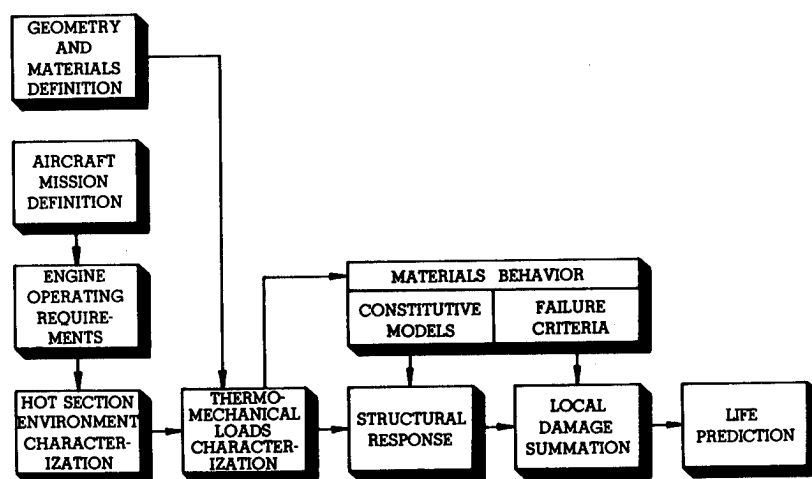 GEOMETRY
AND
MATERIALS
DEFINITION
AIRCRAFT
MISSION
DEFINITION
ENGINE
OPERATING
REQUIRE-
MENTS
MATERIALS BEHAVIOR
CONSTITUTIVE
MODELS
FAILURE
CRITERIA
HOT SECTION
ENVIRONMENT
CHARACTER-
IZATION
THERMO-
MECHANICAL
LOADS
CHARACTER-
IZATION
STRUCTURAL
RESPONSE
LOCAL
DAMAGE
SUMMATION
LIFE
PREDICTION